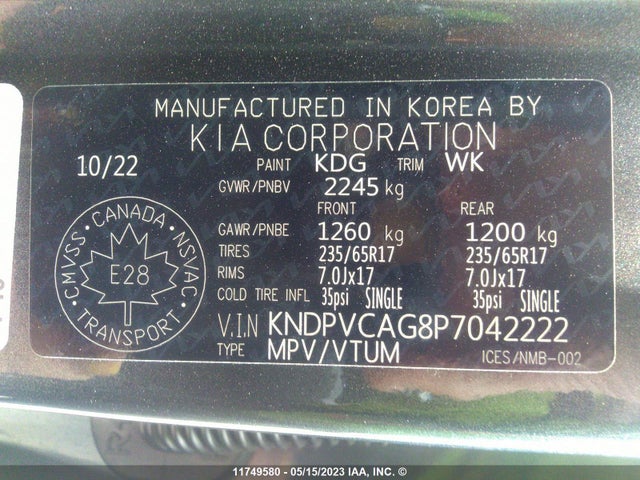 MANUFACTURED IN KOREA BY
KIA CORPORATION
10/22 PAINT KDG TRIM WK
GVWR/PNBV 2245 kg
FRONT REAR
GAWR/PNBE 1260 kg 1200 kg
TIRES 235/65R17 235/65R17
RIMS 7.0Jx17 7.0Jx17
COLD TIRE INFL 35psi SINGLE 35psi SINGLE
V.I.N KNDPVCAG8P7042222
TYPE MPV/VTUM ICES/NMB-002
CANADA
CMVSS NSVAC
E28
TRANSPORT
11749580 - 05/15/2023 IAA, INC. ©